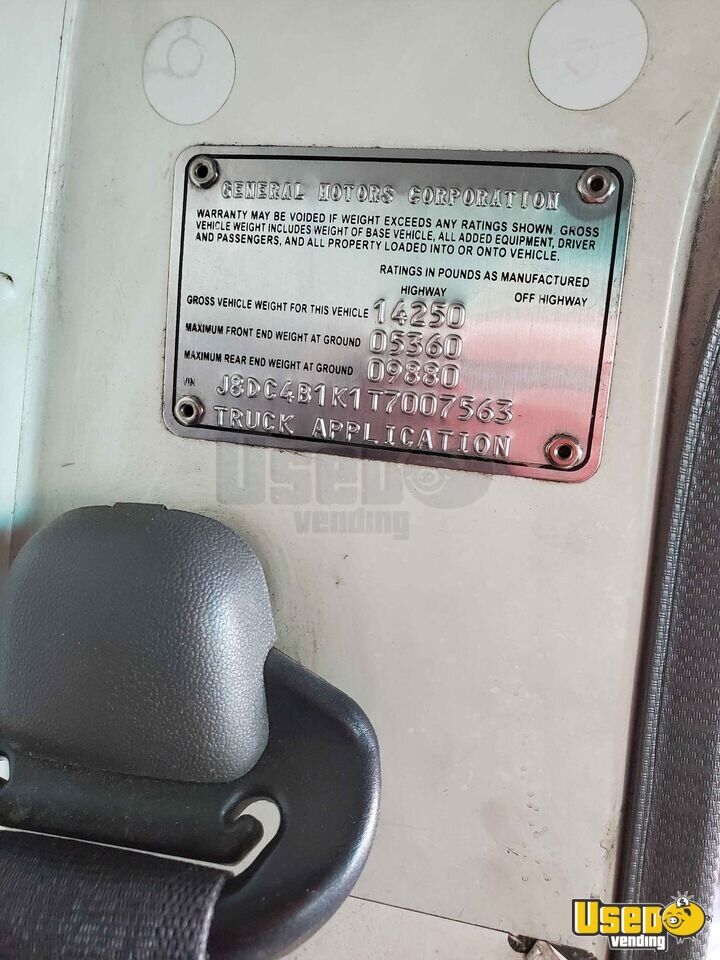 GENERAL MOTORS CORPORATION
WARRANTY MAY BE VOIDED IF WEIGHT EXCEEDS ANY RATINGS SHOWN. GROSS
VEHICLE WEIGHT INCLUDES WEIGHT OF BASE VEHICLE, ALL ADDED EQUIPMENT, DRIVER
AND PASSENGERS, AND ALL PROPERTY LOADED INTO OR ONTO VEHICLE.
RATINGS IN POUNDS AS MANUFACTURED
HIGHWAY OFF HIGHWAY
GROSS VEHICLE WEIGHT FOR THIS VEHICLE 14250
MAXIMUM FRONT END WEIGHT AT GROUND 05360
MAXIMUM REAR END WEIGHT AT GROUND 09880
VIN J8DC4B1K1T7007563
TRUCK APPLICATION
USED
vending
USED
vending